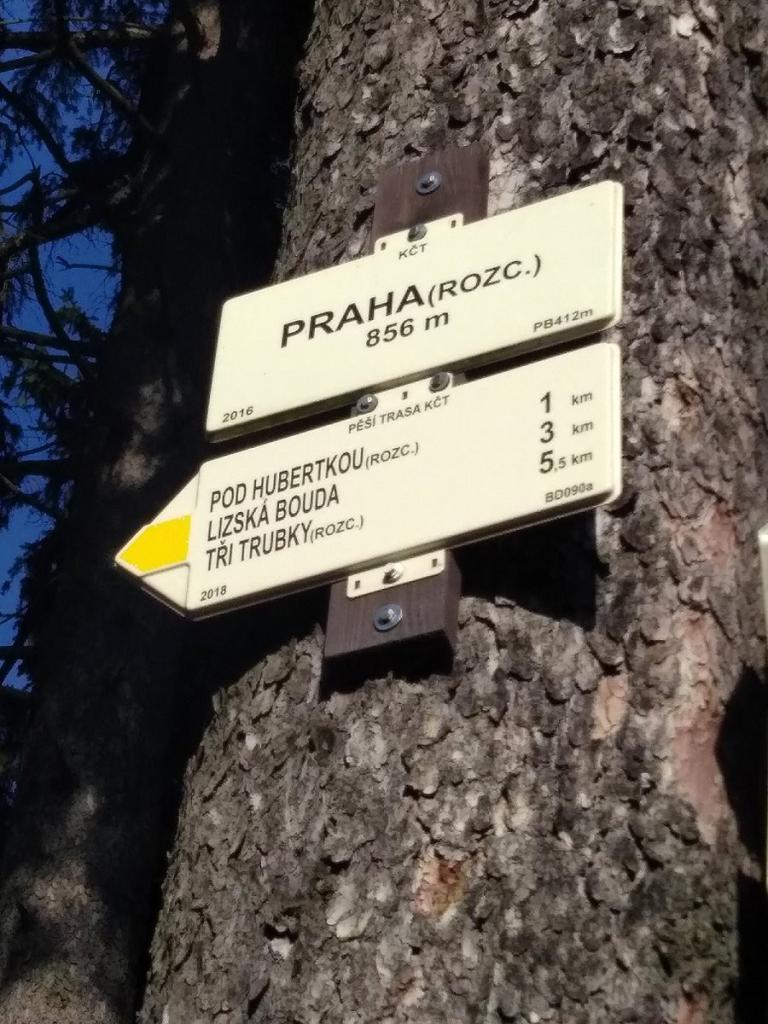 KČT
PRAHA(ROZC.)
856 m
2016 PB412m
PĚŠÍ TRASA KČT
POD HUBERTKOU(ROZC.) 1 km
LIZSKÁ BOUDA 3 km
TŘI TRUBKY(ROZC.) 5,5 km
2018 BD090a